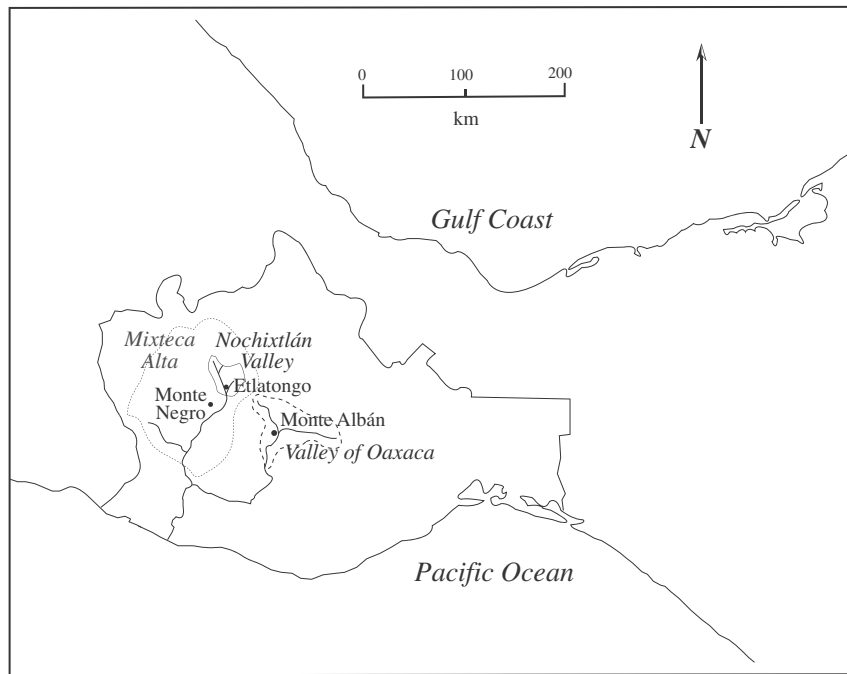 0
100
200
km
N
Gulf Coast
Mixteca
Alta
Nochixtlán
Valley
Etlatongo
Monte
Negro
Monte Albán
Valley of Oaxaca
Pacific Ocean